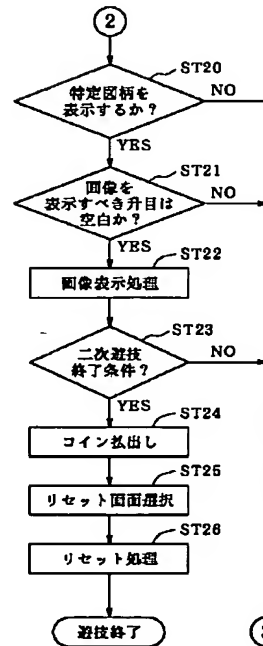 2
ST20
特定図柄を
表示するか？
NO
YES
ST21
画像を
表示すべき升目は
空白か？
NO
YES
ST22
画像表示処理
ST23
二次遊技
終了条件？
NO
YES
ST24
コイン払出し
ST25
リセット画面選択
ST26
リセット処理
遊技終了
3